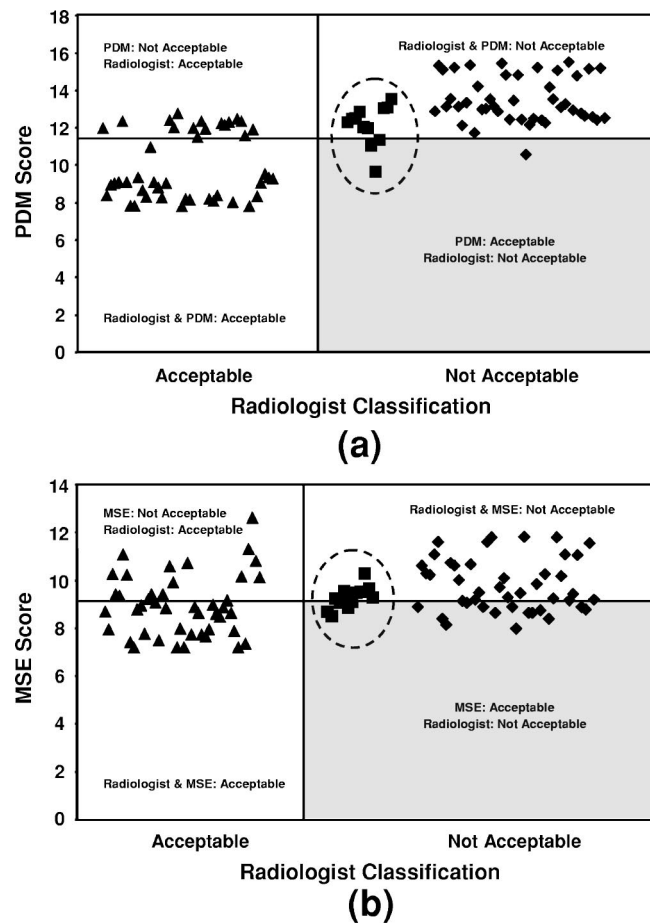 18
16
14
12
10
8
6
4
2
0
PDM Score
PDM: Not Acceptable
Radiologist: Acceptable
Radiologist & PDM: Not Acceptable
PDM: Acceptable
Radiologist: Not Acceptable
Radiologist & PDM: Acceptable
Acceptable
Not Acceptable
Radiologist Classification
(a)
14
12
10
8
6
4
2
0
MSE Score
MSE: Not Acceptable
Radiologist: Acceptable
Radiologist & MSE: Not Acceptable
MSE: Acceptable
Radiologist: Not Acceptable
Radiologist & MSE: Acceptable
Acceptable
Not Acceptable
Radiologist Classification
(b)